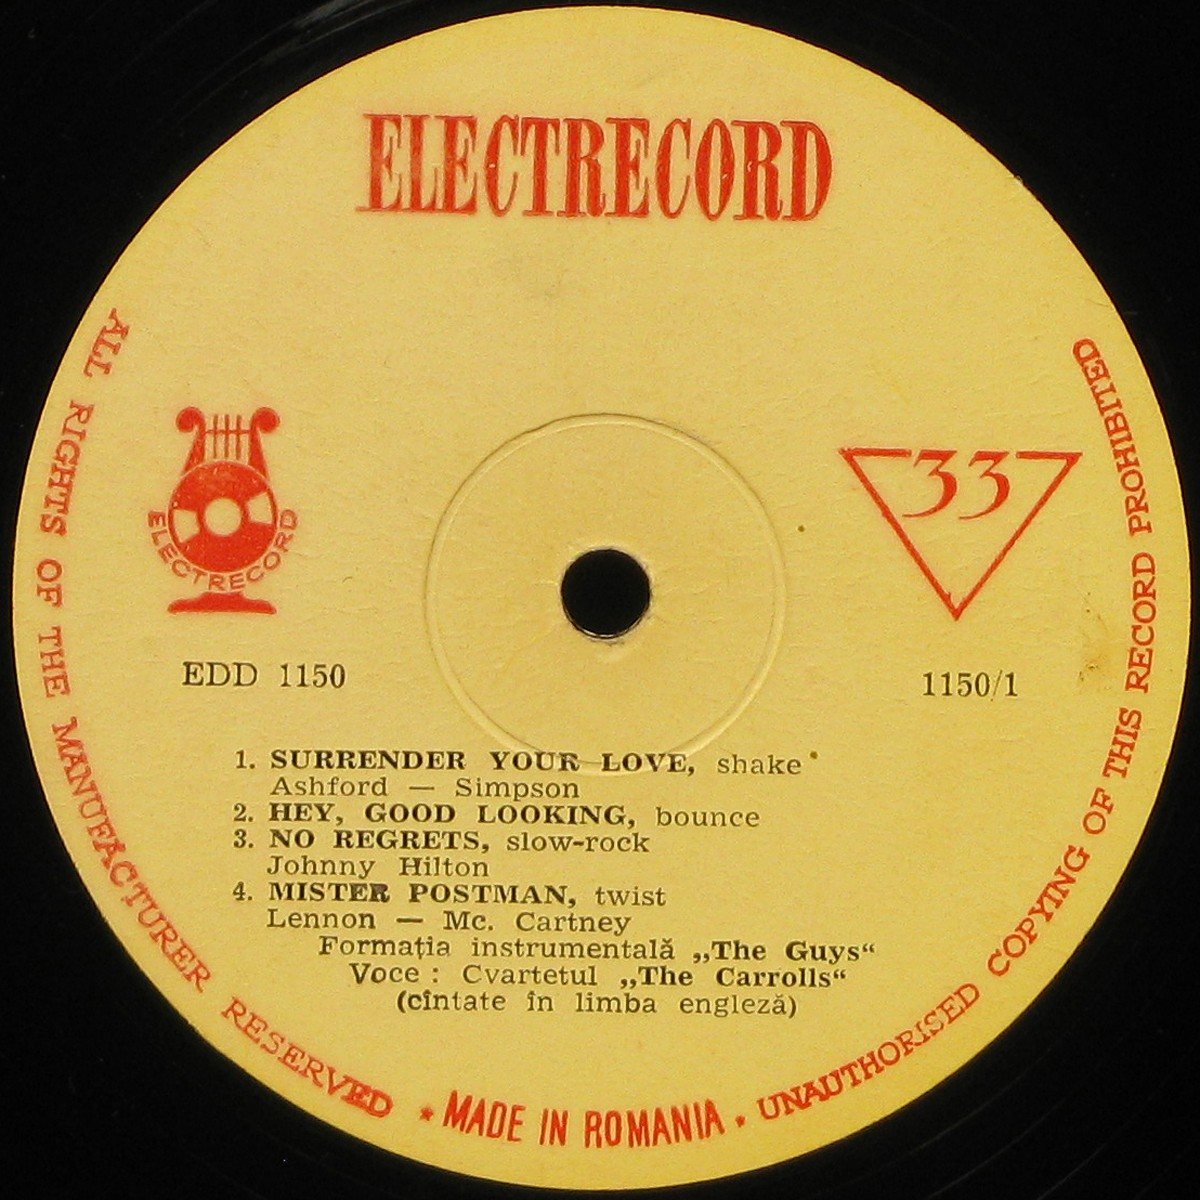 ELECTRECORD
ALL RIGHTS OF THE MANUFACTURER RESERVED * MADE IN ROMANIA * UNAUTHORISED COPYING OF THIS RECORD PROHIBITED
ELECTRECORD
33
EDD 1150
1150/1
1. SURRENDER YOUR LOVE, shake
Ashford — Simpson
2. HEY, GOOD LOOKING, bounce
3. NO REGRETS, slow-rock
Johnny Hilton
4. MISTER POSTMAN, twist
Lennon — Mc. Cartney
Formația instrumentală „The Guys“
Voce : Cvartetul „The Carrolls“
(cîntate în limba engleză)